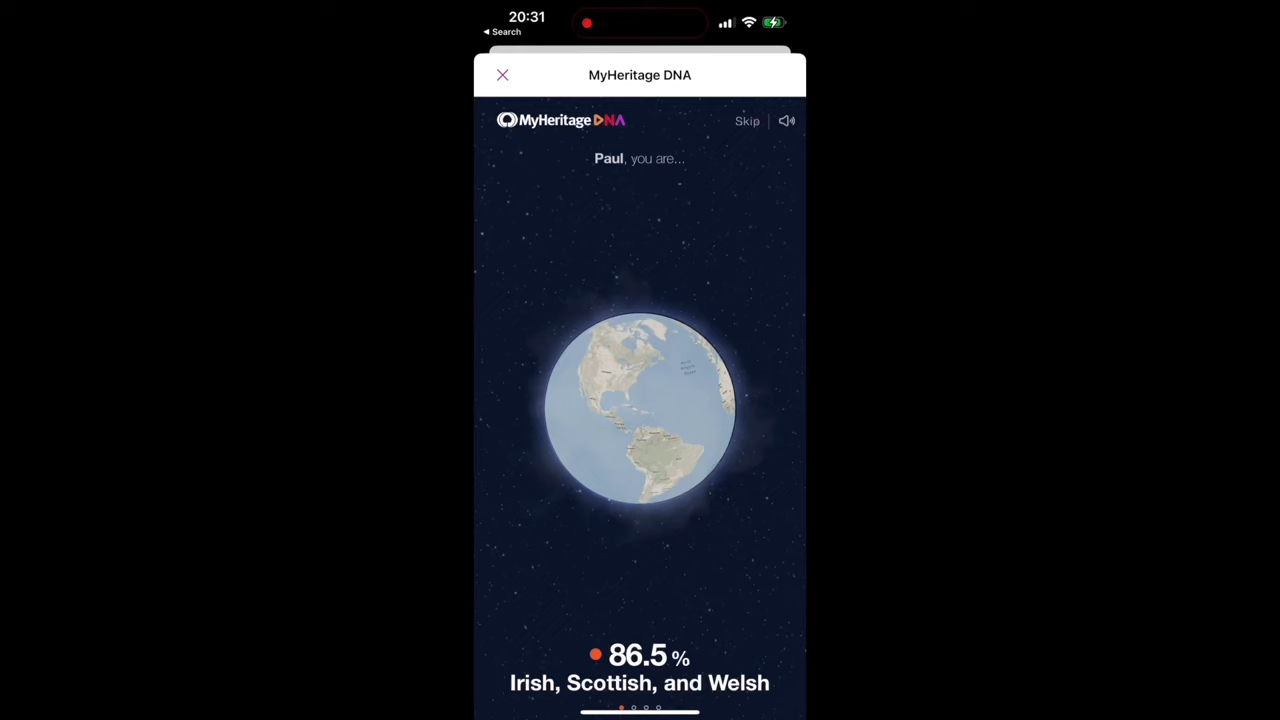 20:31
Search
MyHeritage DNA
MyHeritage DNA
Skip
Paul, you are...
86.5 %
Irish, Scottish, and Welsh